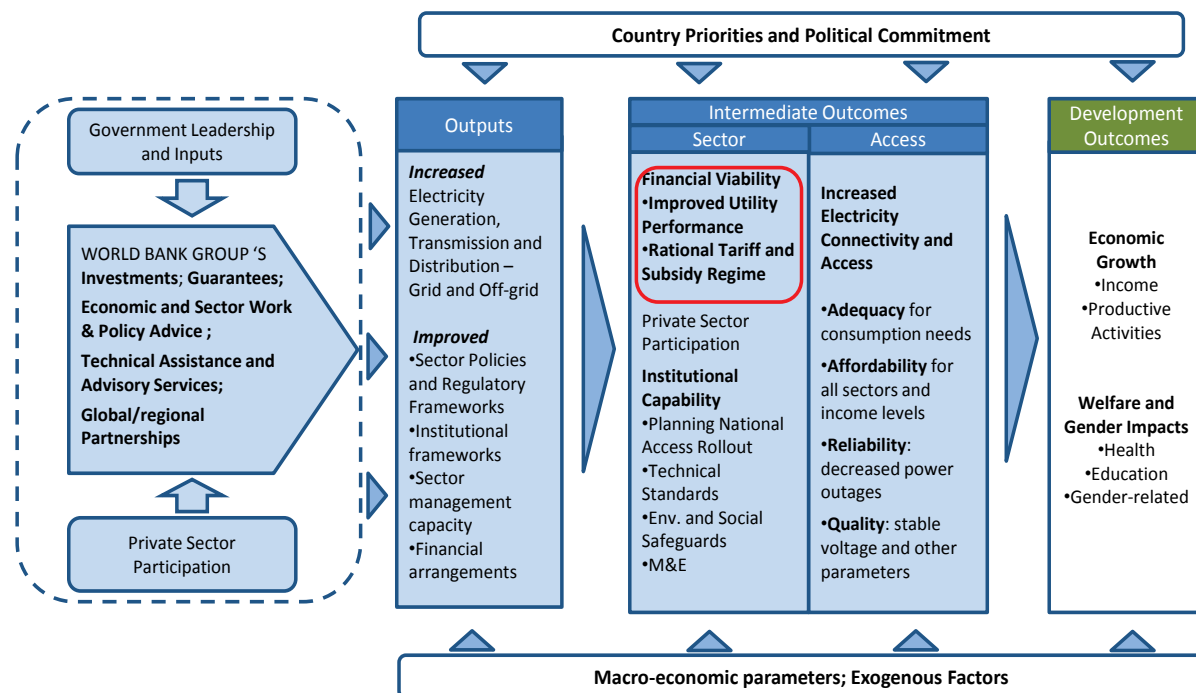 Country Priorities and Political Commitment
Government Leadership
and Inputs
WORLD BANK GROUP ‘S
Investments; Guarantees;
Economic and Sector Work
& Policy Advice ;
Technical Assistance and
Advisory Services;
Global/regional
Partnerships
Private Sector
Participation
Outputs
Increased
Electricity
Generation,
Transmission and
Distribution –
Grid and Off-grid
Improved
•Sector Policies
and Regulatory
Frameworks
•Institutional
frameworks
•Sector
management
capacity
•Financial
arrangements
Intermediate Outcomes
Sector
Financial Viability
•Improved Utility
Performance
•Rational Tariff and
Subsidy Regime
Private Sector
Participation
Institutional
Capability
•Planning National
Access Rollout
•Technical
Standards
•Env. and Social
Safeguards
•M&E
Access
Increased
Electricity
Connectivity and
Access
•Adequacy for
consumption needs
•Affordability for
all sectors and
income levels
•Reliability:
decreased power
outages
•Quality: stable
voltage and other
parameters
Development
Outcomes
Economic
Growth
•Income
•Productive
Activities
Welfare and
Gender Impacts
•Health
•Education
•Gender-related
Macro-economic parameters; Exogenous Factors